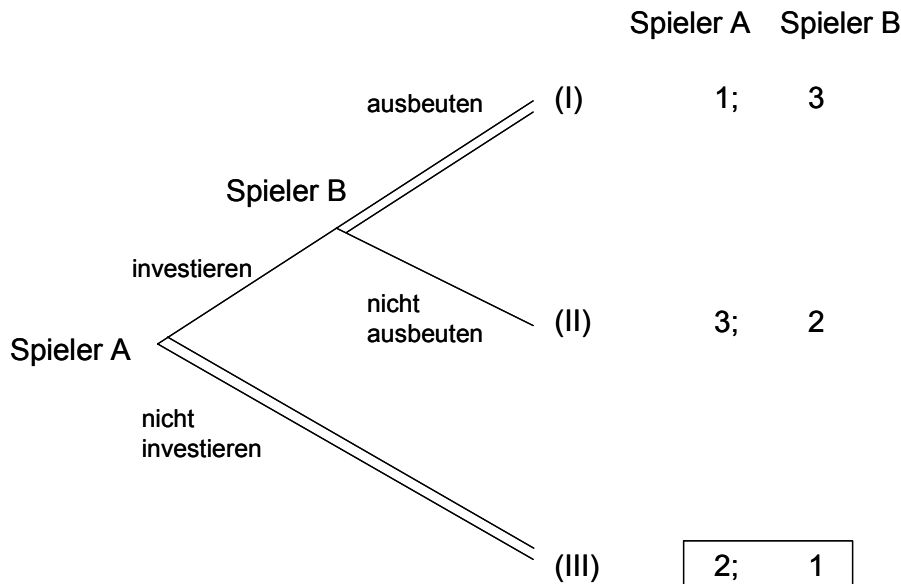 Spieler A Spieler B
ausbeuten (I) 1; 3
Spieler B
investieren
nicht
ausbeuten (II) 3; 2
Spieler A
nicht
investieren
(III) 2; 1